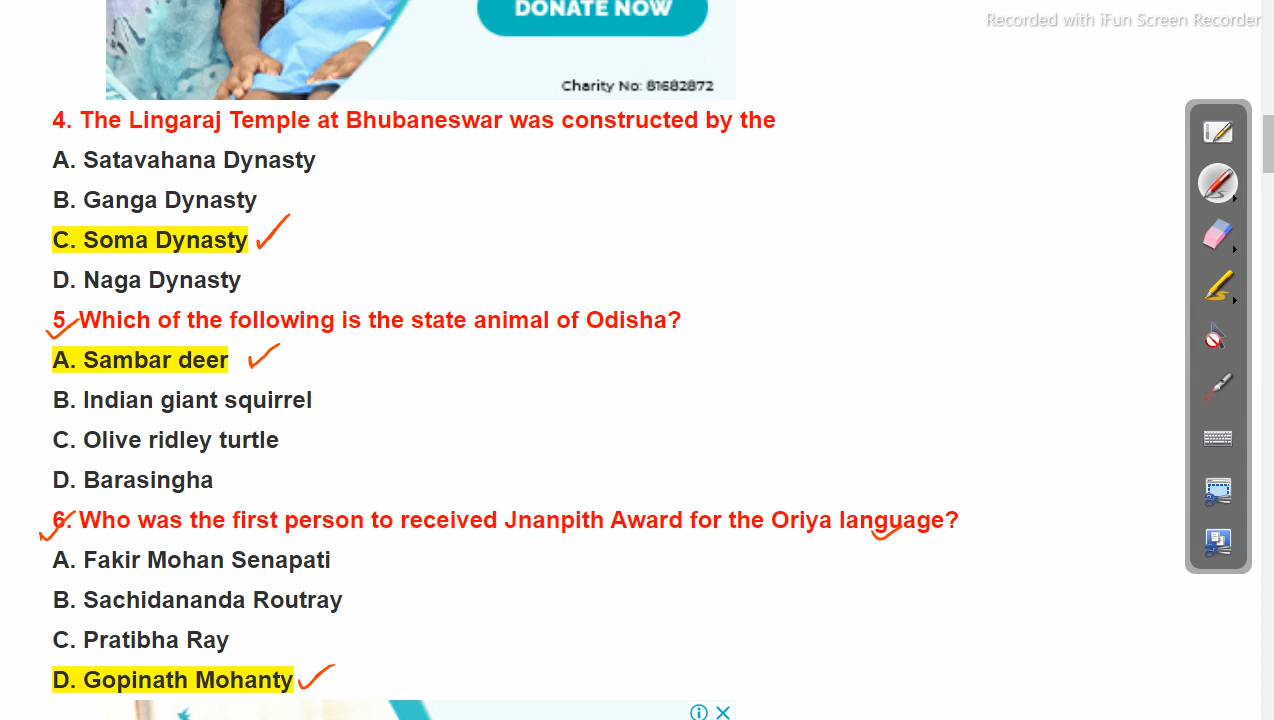 DONATE NOW
Recorded with iFun Screen Recorder
Charity No: 81682872
4. The Lingaraj Temple at Bhubaneswar was constructed by the
A. Satavahana Dynasty
B. Ganga Dynasty
C. Soma Dynasty
D. Naga Dynasty
5. Which of the following is the state animal of Odisha?
A. Sambar deer
B. Indian giant squirrel
C. Olive ridley turtle
D. Barasingha
6. Who was the first person to received Jnanpith Award for the Oriya language?
A. Fakir Mohan Senapati
B. Sachidananda Routray
C. Pratibha Ray
D. Gopinath Mohanty